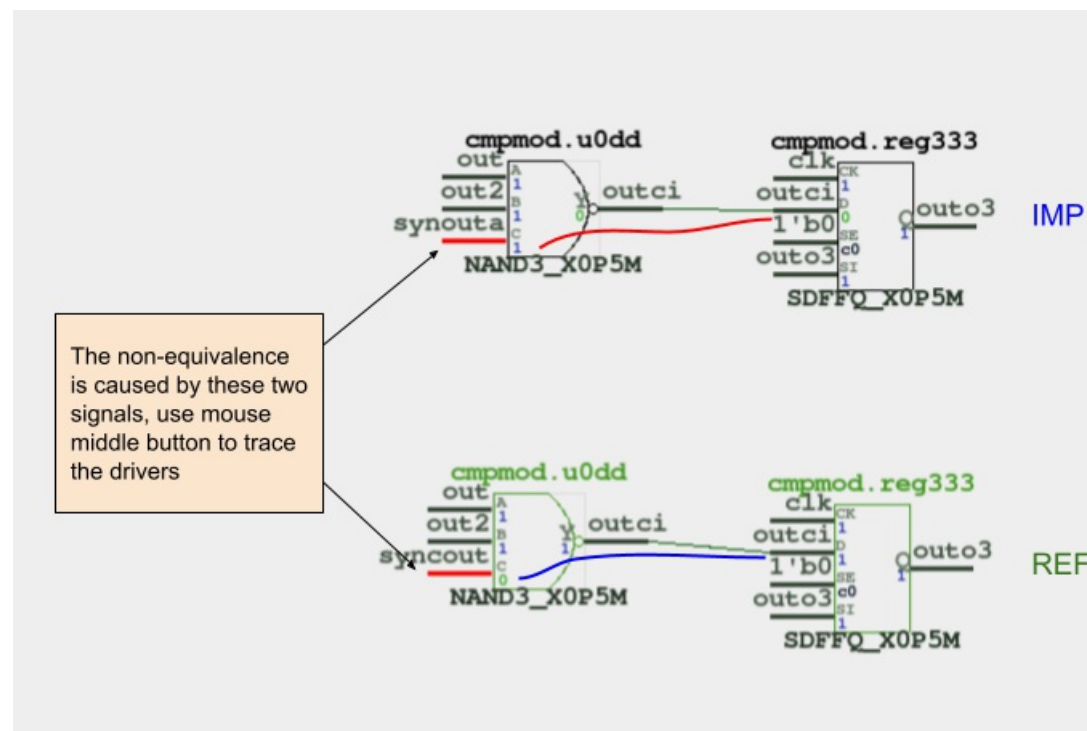 cmpmod.u0dd
out
A
1
out2
B
1
synouta
C
1
Y
0
outci
NAND3_X0P5M
cmpmod.reg333
clk
CK
1
outci
D
0
1'b0
SE
c0
outo3
SI
1
Q
1
outo3
SDFFQ_X0P5M
IMP
The non-equivalence
is caused by these two
signals, use mouse
middle button to trace
the drivers
cmpmod.u0dd
out
A
1
out2
B
1
syncout
C
0
Y
1
outci
NAND3_X0P5M
cmpmod.reg333
clk
CK
1
outci
D
1
1'b0
SE
c0
outo3
SI
1
Q
1
outo3
SDFFQ_X0P5M
REF